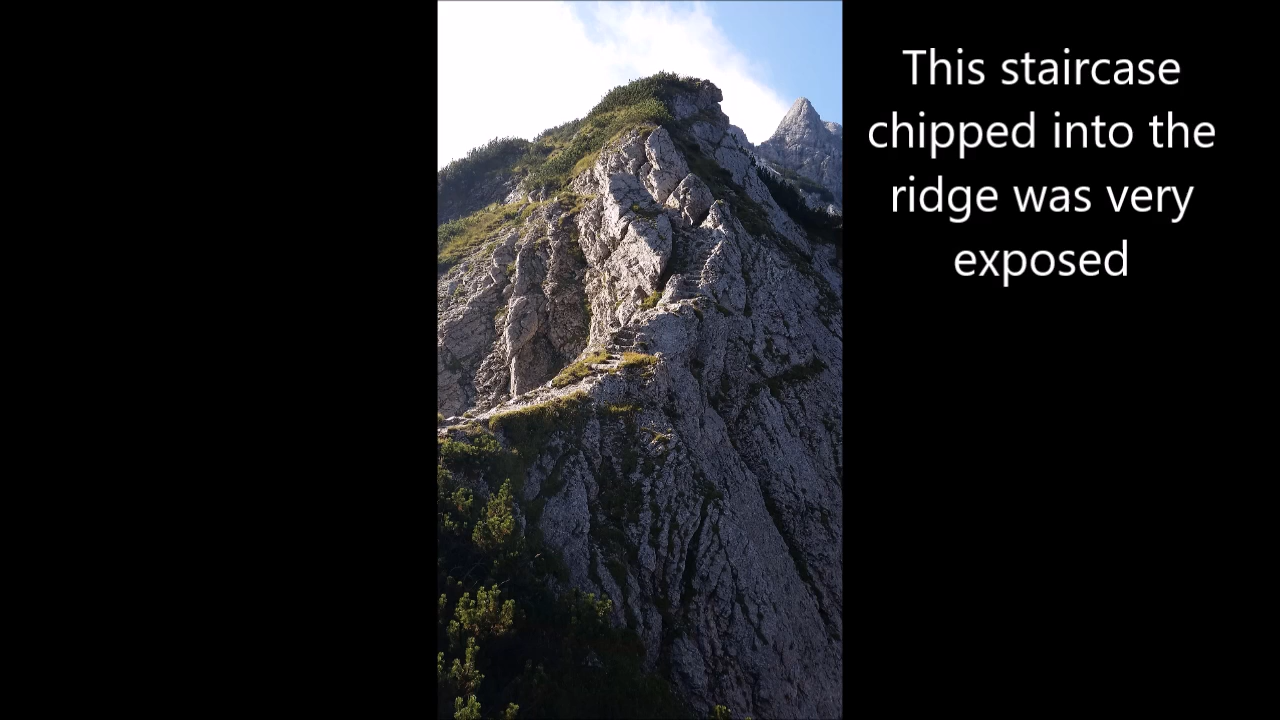 This staircase
chipped into the
ridge was very
exposed